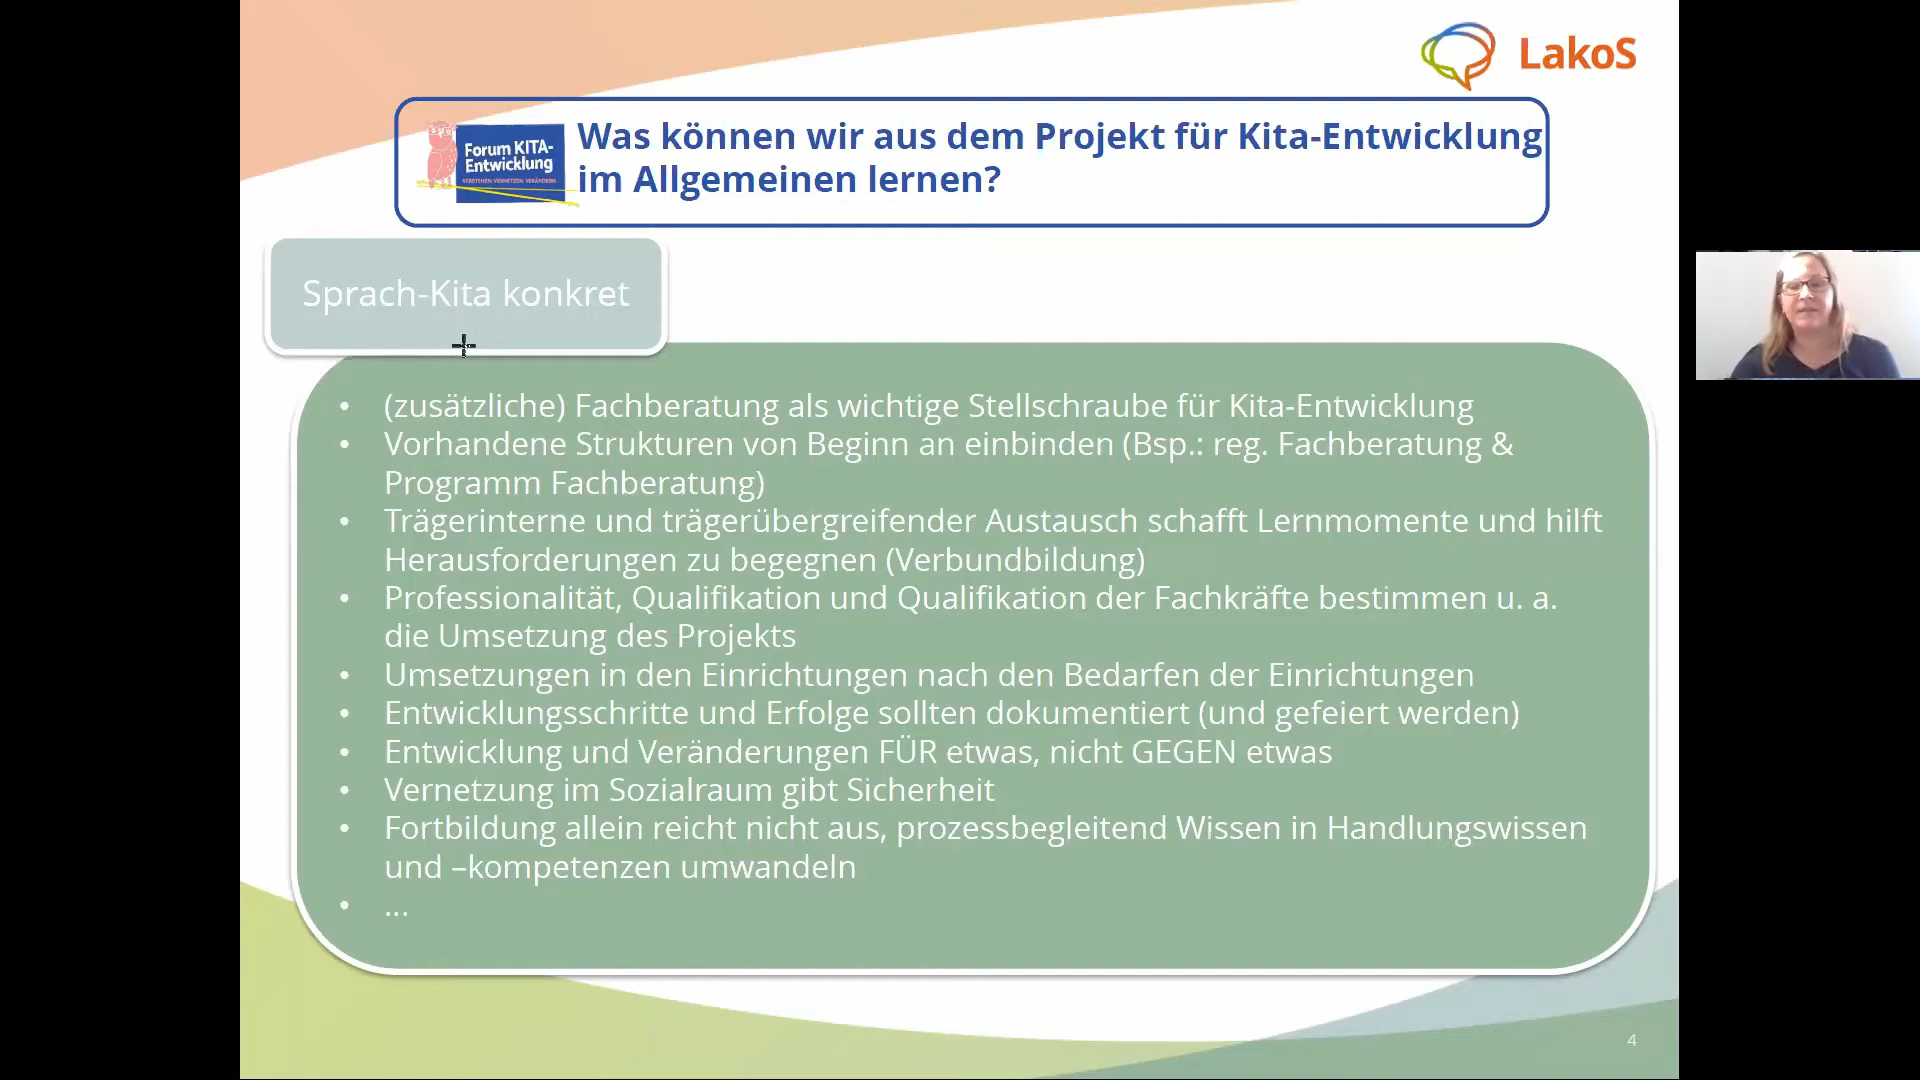 LakoS
Forum KITA-
Entwicklung
VERSTEHEN. VERNETZEN. VERÄNDERN.
Was können wir aus dem Projekt für Kita-Entwicklung
im Allgemeinen lernen?
Sprach-Kita konkret
• (zusätzliche) Fachberatung als wichtige Stellschraube für Kita-Entwicklung
• Vorhandene Strukturen von Beginn an einbinden (Bsp.: reg. Fachberatung &
Programm Fachberatung)
• Trägerinterne und trägerübergreifender Austausch schafft Lernmomente und hilft
Herausforderungen zu begegnen (Verbundbildung)
• Professionalität, Qualifikation und Qualifikation der Fachkräfte bestimmen u. a.
die Umsetzung des Projekts
• Umsetzungen in den Einrichtungen nach den Bedarfen der Einrichtungen
• Entwicklungsschritte und Erfolge sollten dokumentiert (und gefeiert werden)
• Entwicklung und Veränderungen FÜR etwas, nicht GEGEN etwas
• Vernetzung im Sozialraum gibt Sicherheit
• Fortbildung allein reicht nicht aus, prozessbegleitend Wissen in Handlungswissen
und –kompetenzen umwandeln
• ...
4